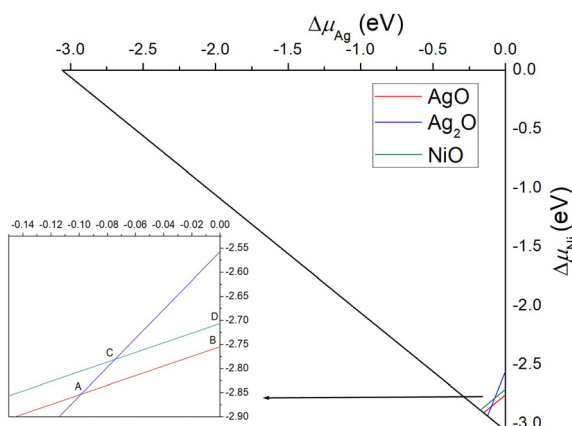 Δμ_Ag (eV)
-3.0 -2.5 -2.0 -1.5 -1.0 -0.5 0.0
0.0
AgO
Ag₂O
NiO
-0.5
-1.0
-1.5
-2.0
-2.5
-3.0
Δμ_Ni (eV)
-0.14 -0.12 -0.10 -0.08 -0.06 -0.04 -0.02 0.00
-2.55
-2.60
-2.65
-2.70
-2.75
-2.80
-2.85
-2.90
D
B
C
A